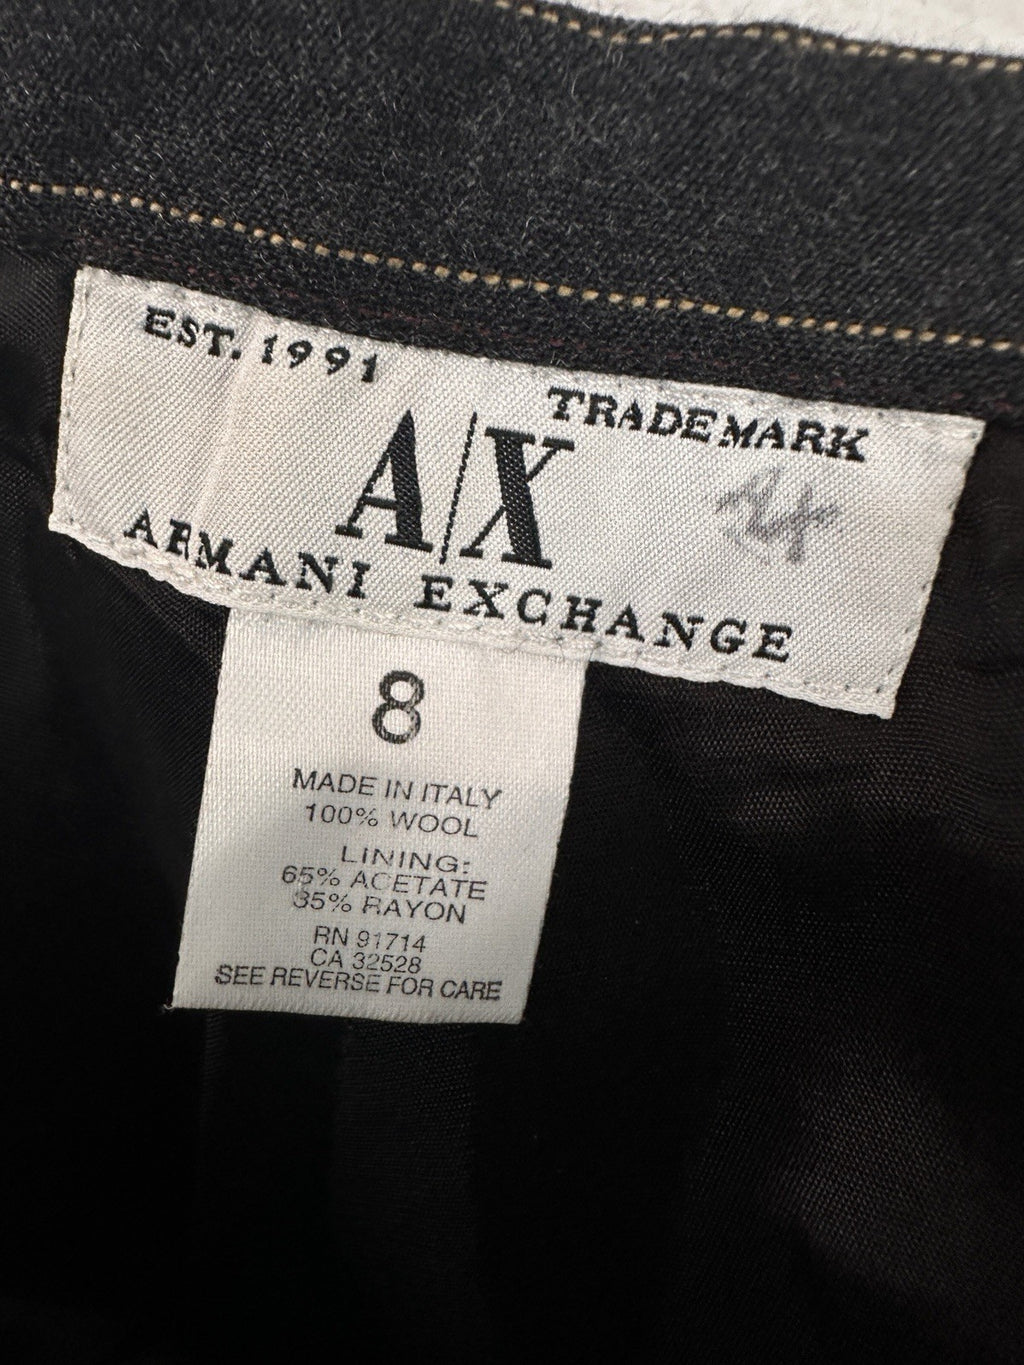 EST. 1991
TRADEMARK
A|X
ARMANI EXCHANGE
8
MADE IN ITALY
100% WOOL
LINING:
65% ACETATE
35% RAYON
RN 91714
CA 32528
SEE REVERSE FOR CARE